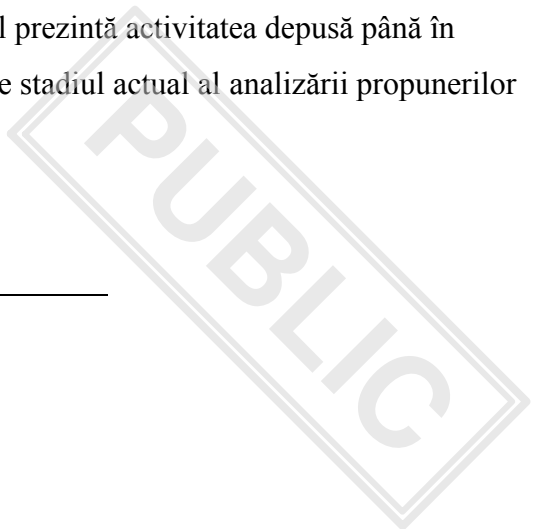 l prezintă activitatea depusă până în
e stadiul actual al analizării propunerilor
PUBLIC